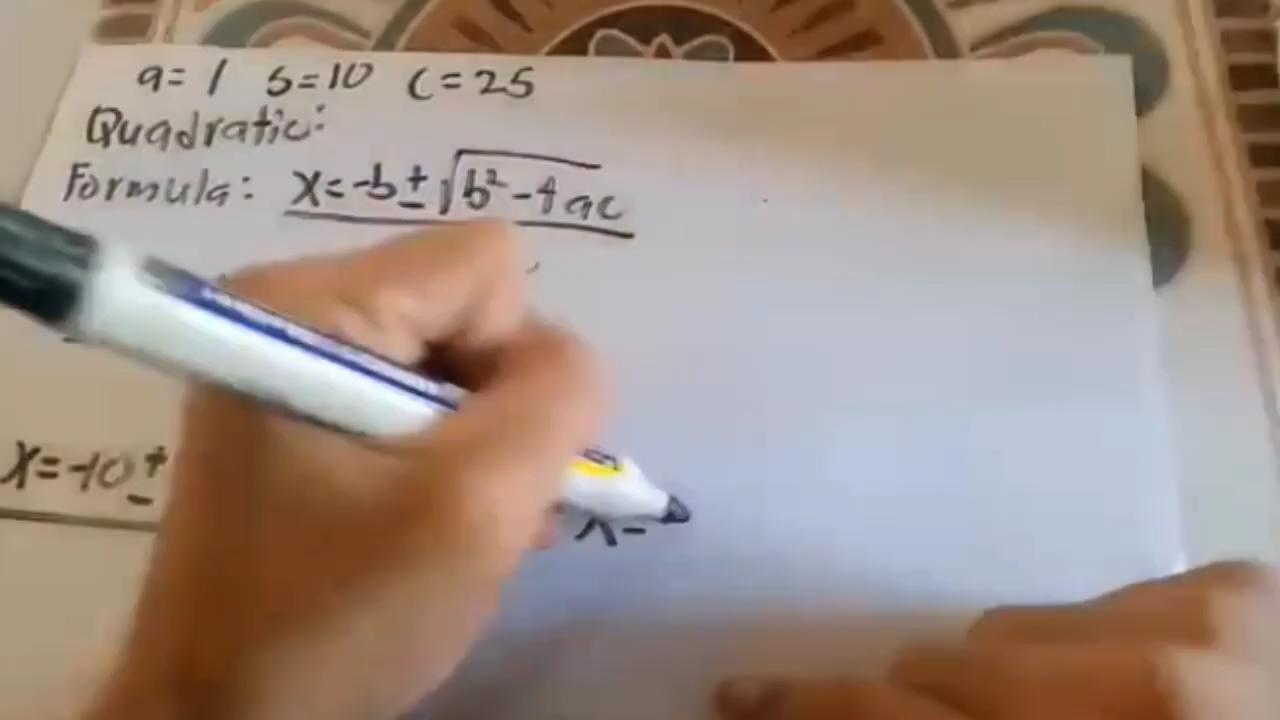 a=1 b=10 c=25
Quadratic:
Formula: x=-b±√b²-4ac
x=-10±
x=